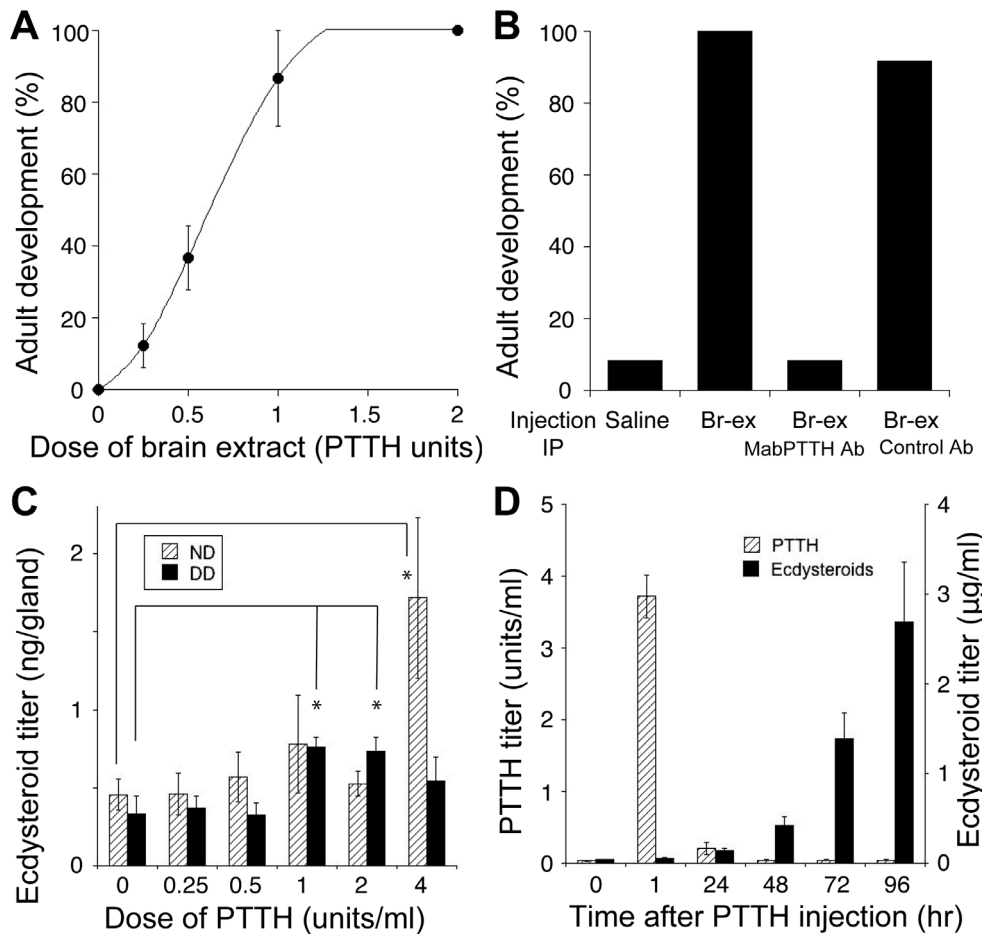 A
Adult development (%)
100
80
60
40
20
0
0 0.5 1 1.5 2
Dose of brain extract (PTTH units)
B
Adult development (%)
100
80
60
40
20
0
Injection Saline Br-ex Br-ex Br-ex
IP MabPTTH Ab Control Ab
C
Ecdysteroid titer (ng/gland)
2
1
0
ND
DD
*
* *
0 0.25 0.5 1 2 4
Dose of PTTH (units/ml)
D
PTTH titer (units/ml)
5
4
3
2
1
0
PTTH
Ecdysteroids
4
3
2
1
0
Ecdysteroid titer (µg/ml)
0 1 24 48 72 96
Time after PTTH injection (hr)